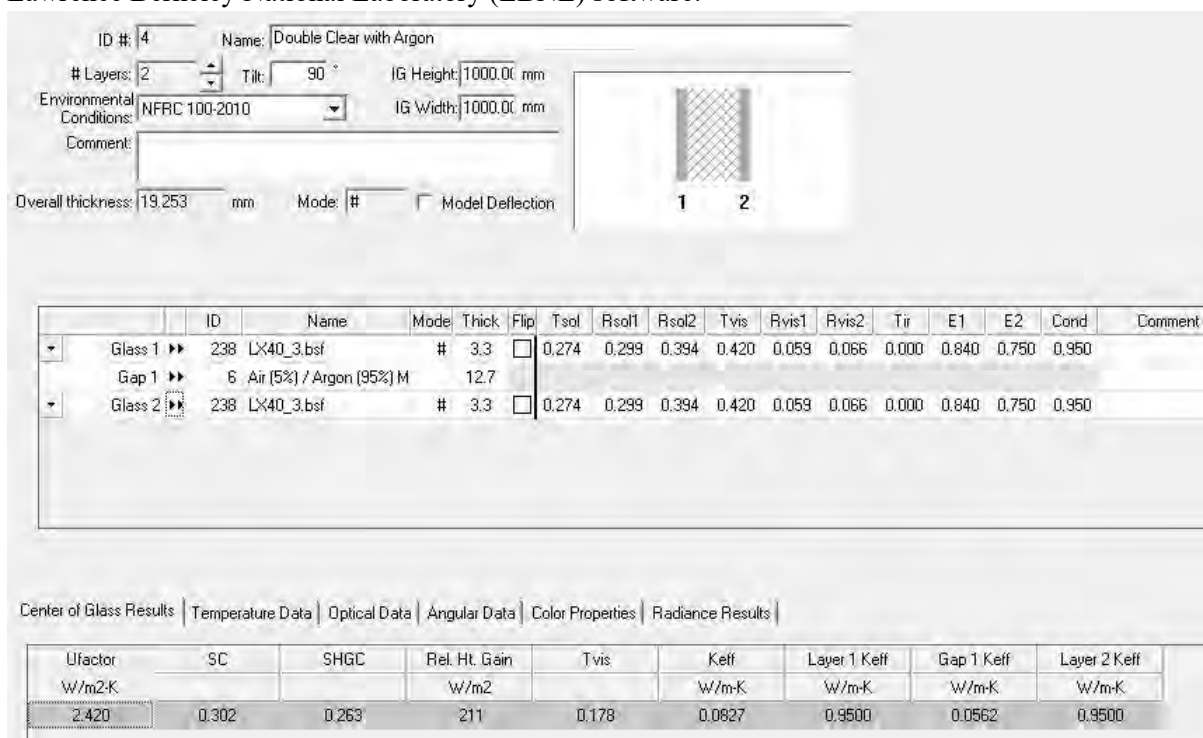 Lawrence Berkeley National Laboratory (LBNL) software.
ID #: 4 Name: Double Clear with Argon
# Layers: 2 Tilt: 90 ° IG Height: 1000.00 mm
Environmental Conditions: NFRC 100-2010 IG Width: 1000.00 mm
Comment:
Overall thickness: 19.253 mm Mode: # Model Deflection
1 2
ID Name Mode Thick Flip Tsol Rsol1 Rsol2 Tvis Rvis1 Rvis2 Tir E1 E2 Cond Comment
Glass 1 ▸▸ 238 LX40_3.bsf # 3.3 0.274 0.299 0.394 0.420 0.059 0.066 0.000 0.840 0.750 0.950
Gap 1 ▸▸ 6 Air (5%) / Argon (95%) M 12.7
Glass 2 ▸▸ 238 LX40_3.bsf # 3.3 0.274 0.299 0.394 0.420 0.059 0.066 0.000 0.840 0.750 0.950
Center of Glass Results | Temperature Data | Optical Data | Angular Data | Color Properties | Radiance Results
Ufactor SC SHGC Rel. Ht. Gain Tvis Keff Layer 1 Keff Gap 1 Keff Layer 2 Keff
W/m2-K W/m2 W/m-K W/m-K W/m-K W/m-K
2.420 0.302 0.263 211 0.178 0.0827 0.9500 0.0562 0.9500